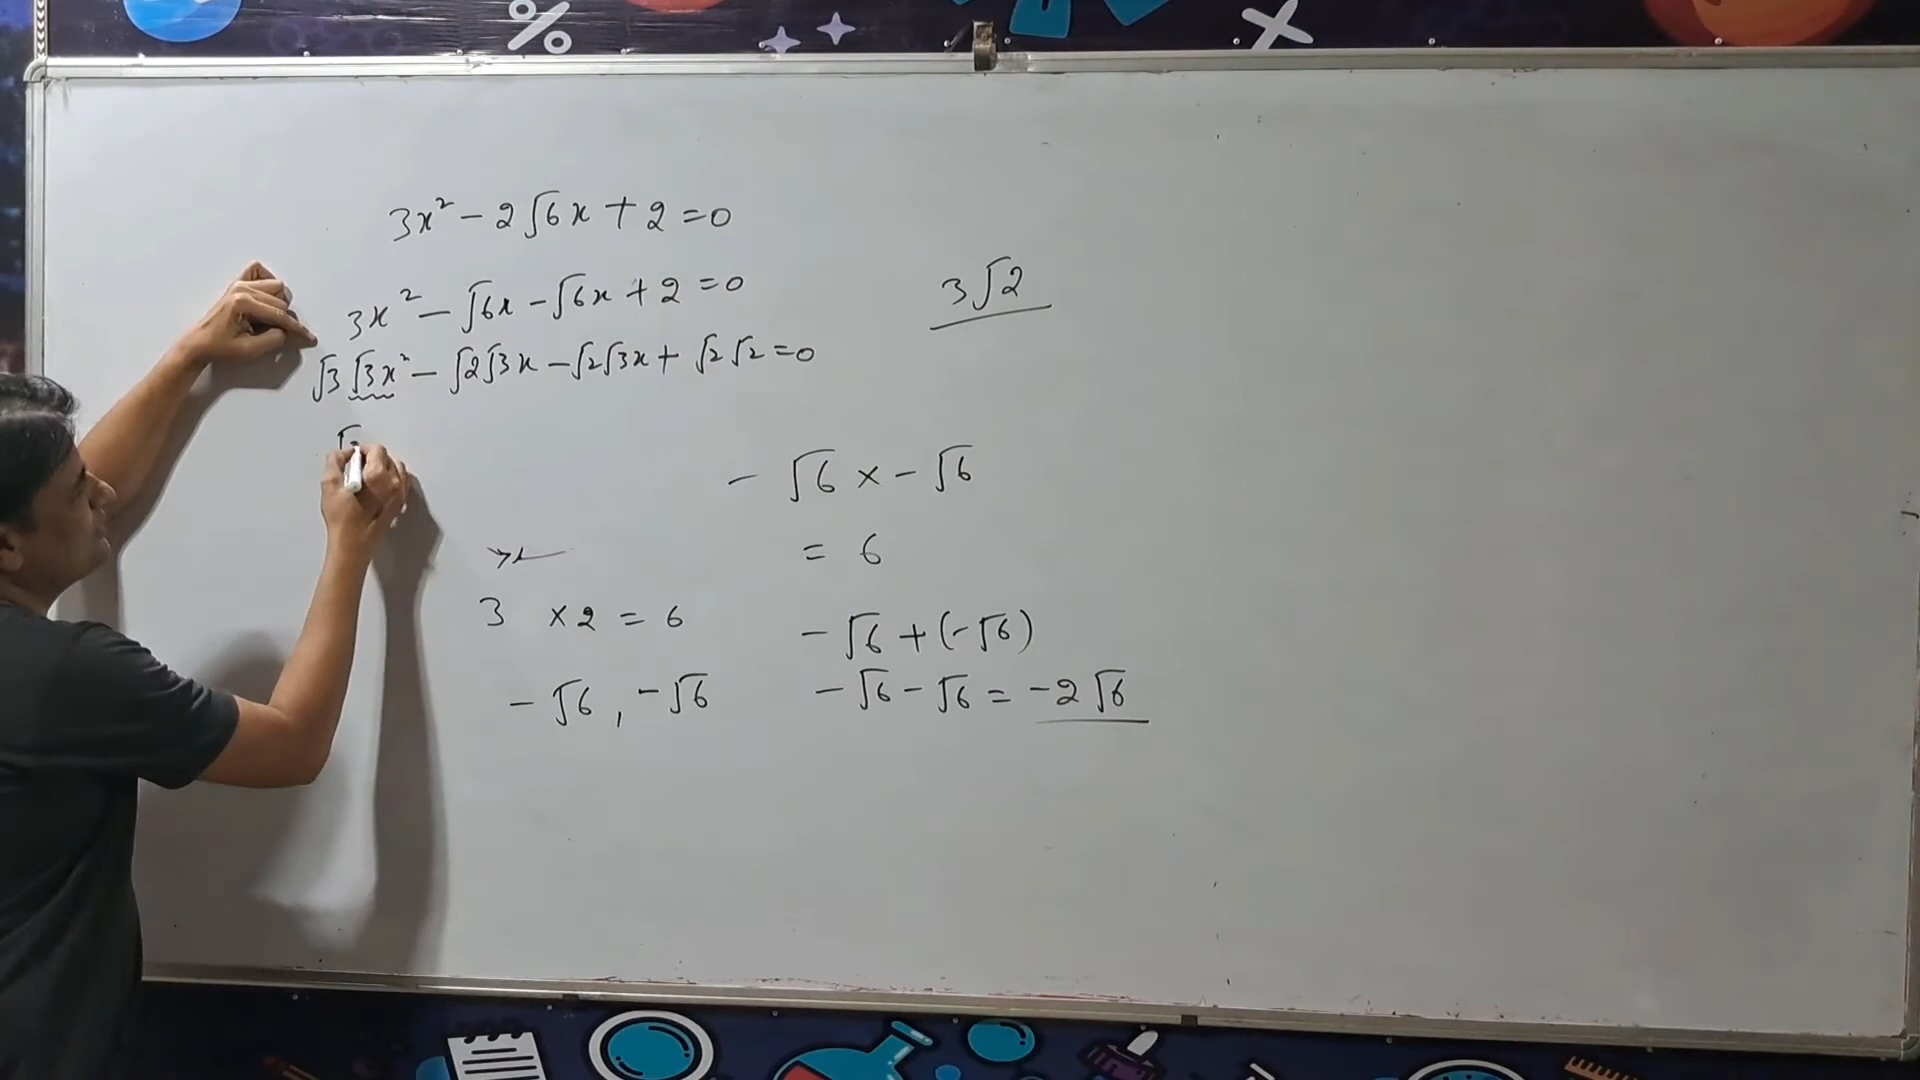 3x² - 2√6x + 2 = 0
3x² - √6x - √6x + 2 = 0
√3 √3x² - √2√3x - √2√3x + √2√2 = 0
3√2
- √6 × - √6
= 6
3 × 2 = 6
- √6 , - √6
- √6 + (- √6)
- √6 - √6 = - 2√6